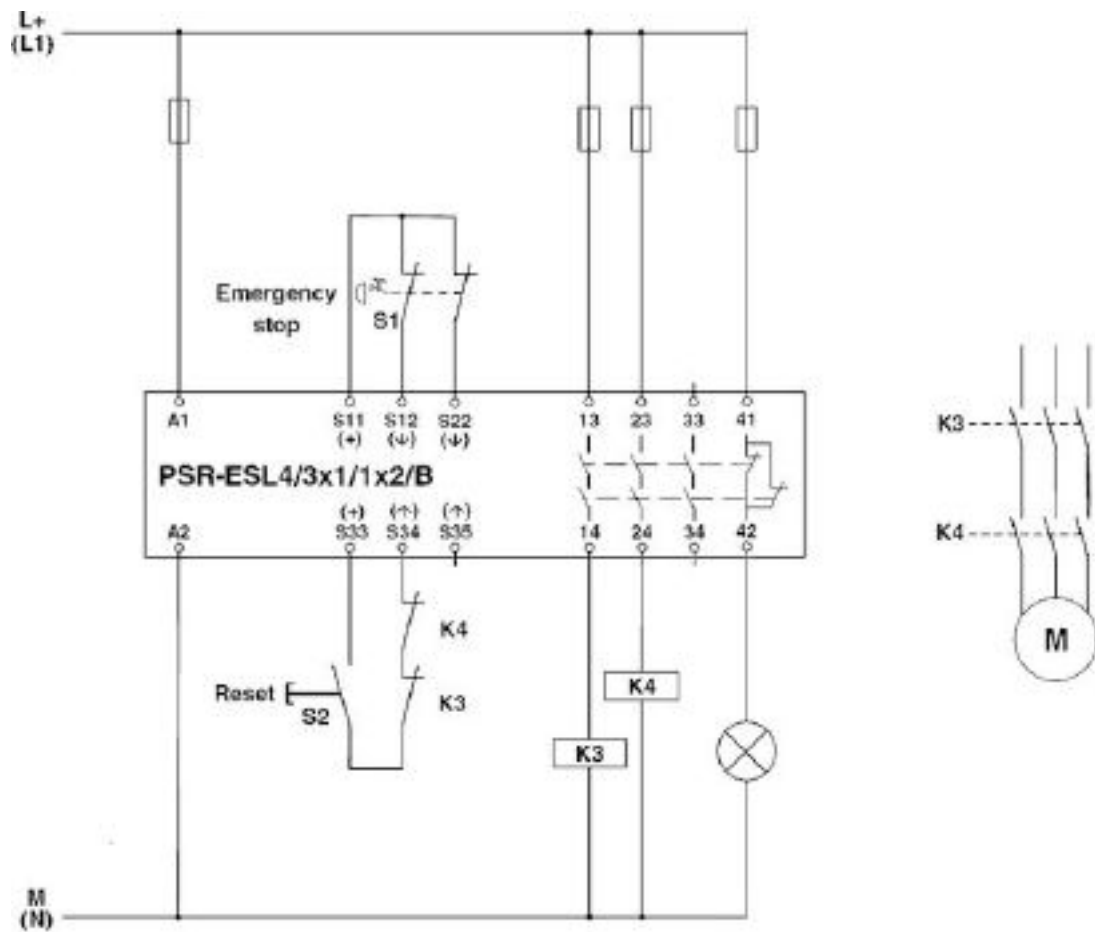 L+
(L1)
Emergency
stop
S1
A1 S11 S12 S22 13 23 33 41
(+) (↓) (↓)
K3
PSR-ESL4/3x1/1x2/B
(+) (↑) (↑)
A2 S33 S34 S35 14 24 34 42
K4
K4
M
Reset
S2
K3
K4
K3
M
(N)